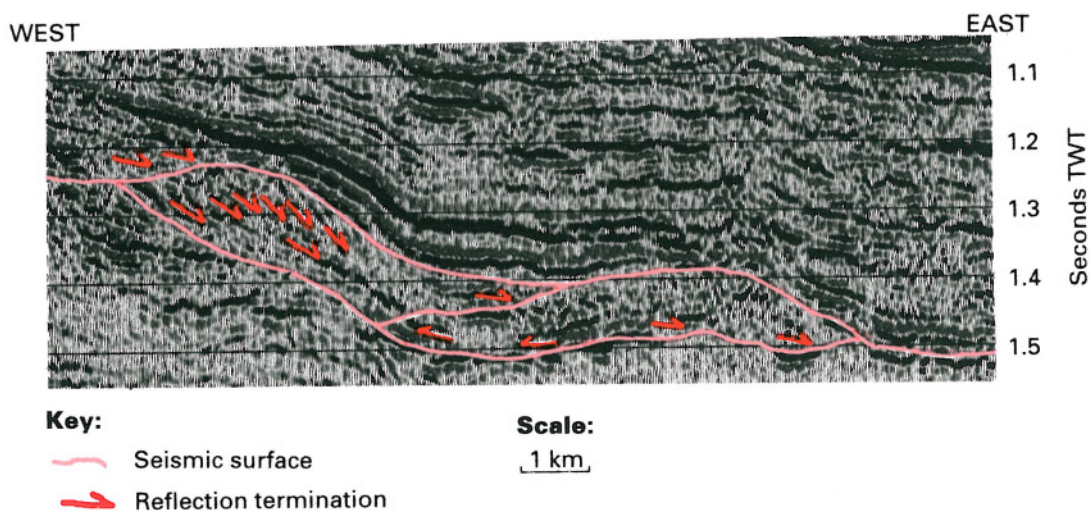 WEST
EAST
1.1
1.2
1.3
1.4
1.5
Seconds TWT
Key:
Seismic surface
Reflection termination
Scale:
1 km